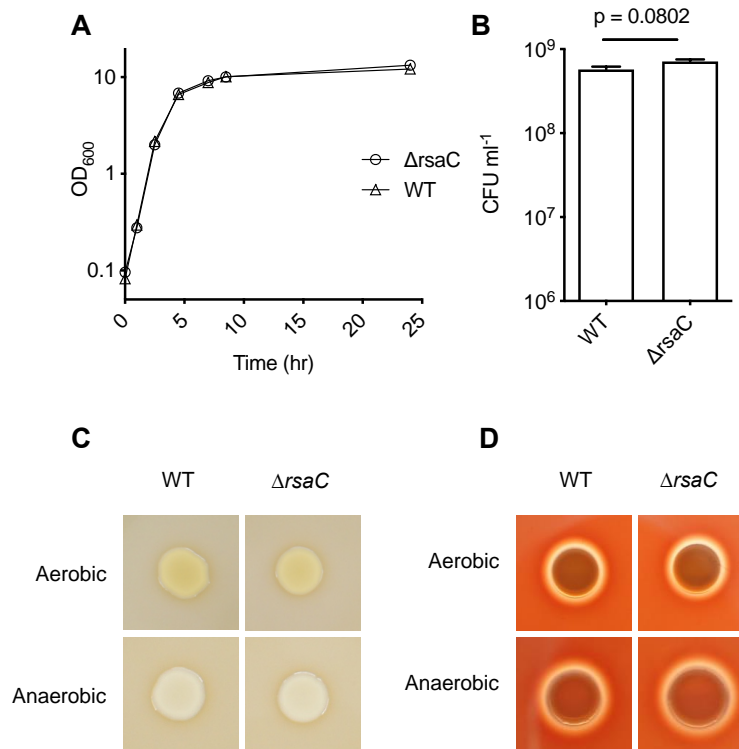 A
OD600
10
1
0.1
0
5
10
15
20
25
Time (hr)
ΔrsaC
WT
B
p = 0.0802
CFU ml-1
10⁹
10⁸
10⁷
10⁶
WT
ΔrsaC
C
WT
ΔrsaC
Aerobic
Anaerobic
D
WT
ΔrsaC
Aerobic
Anaerobic